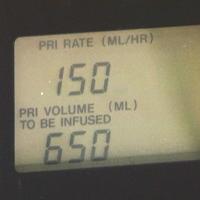 PRI RATE (ML/HR)
150
PRI VOLUME (ML)
TO BE INFUSED
650